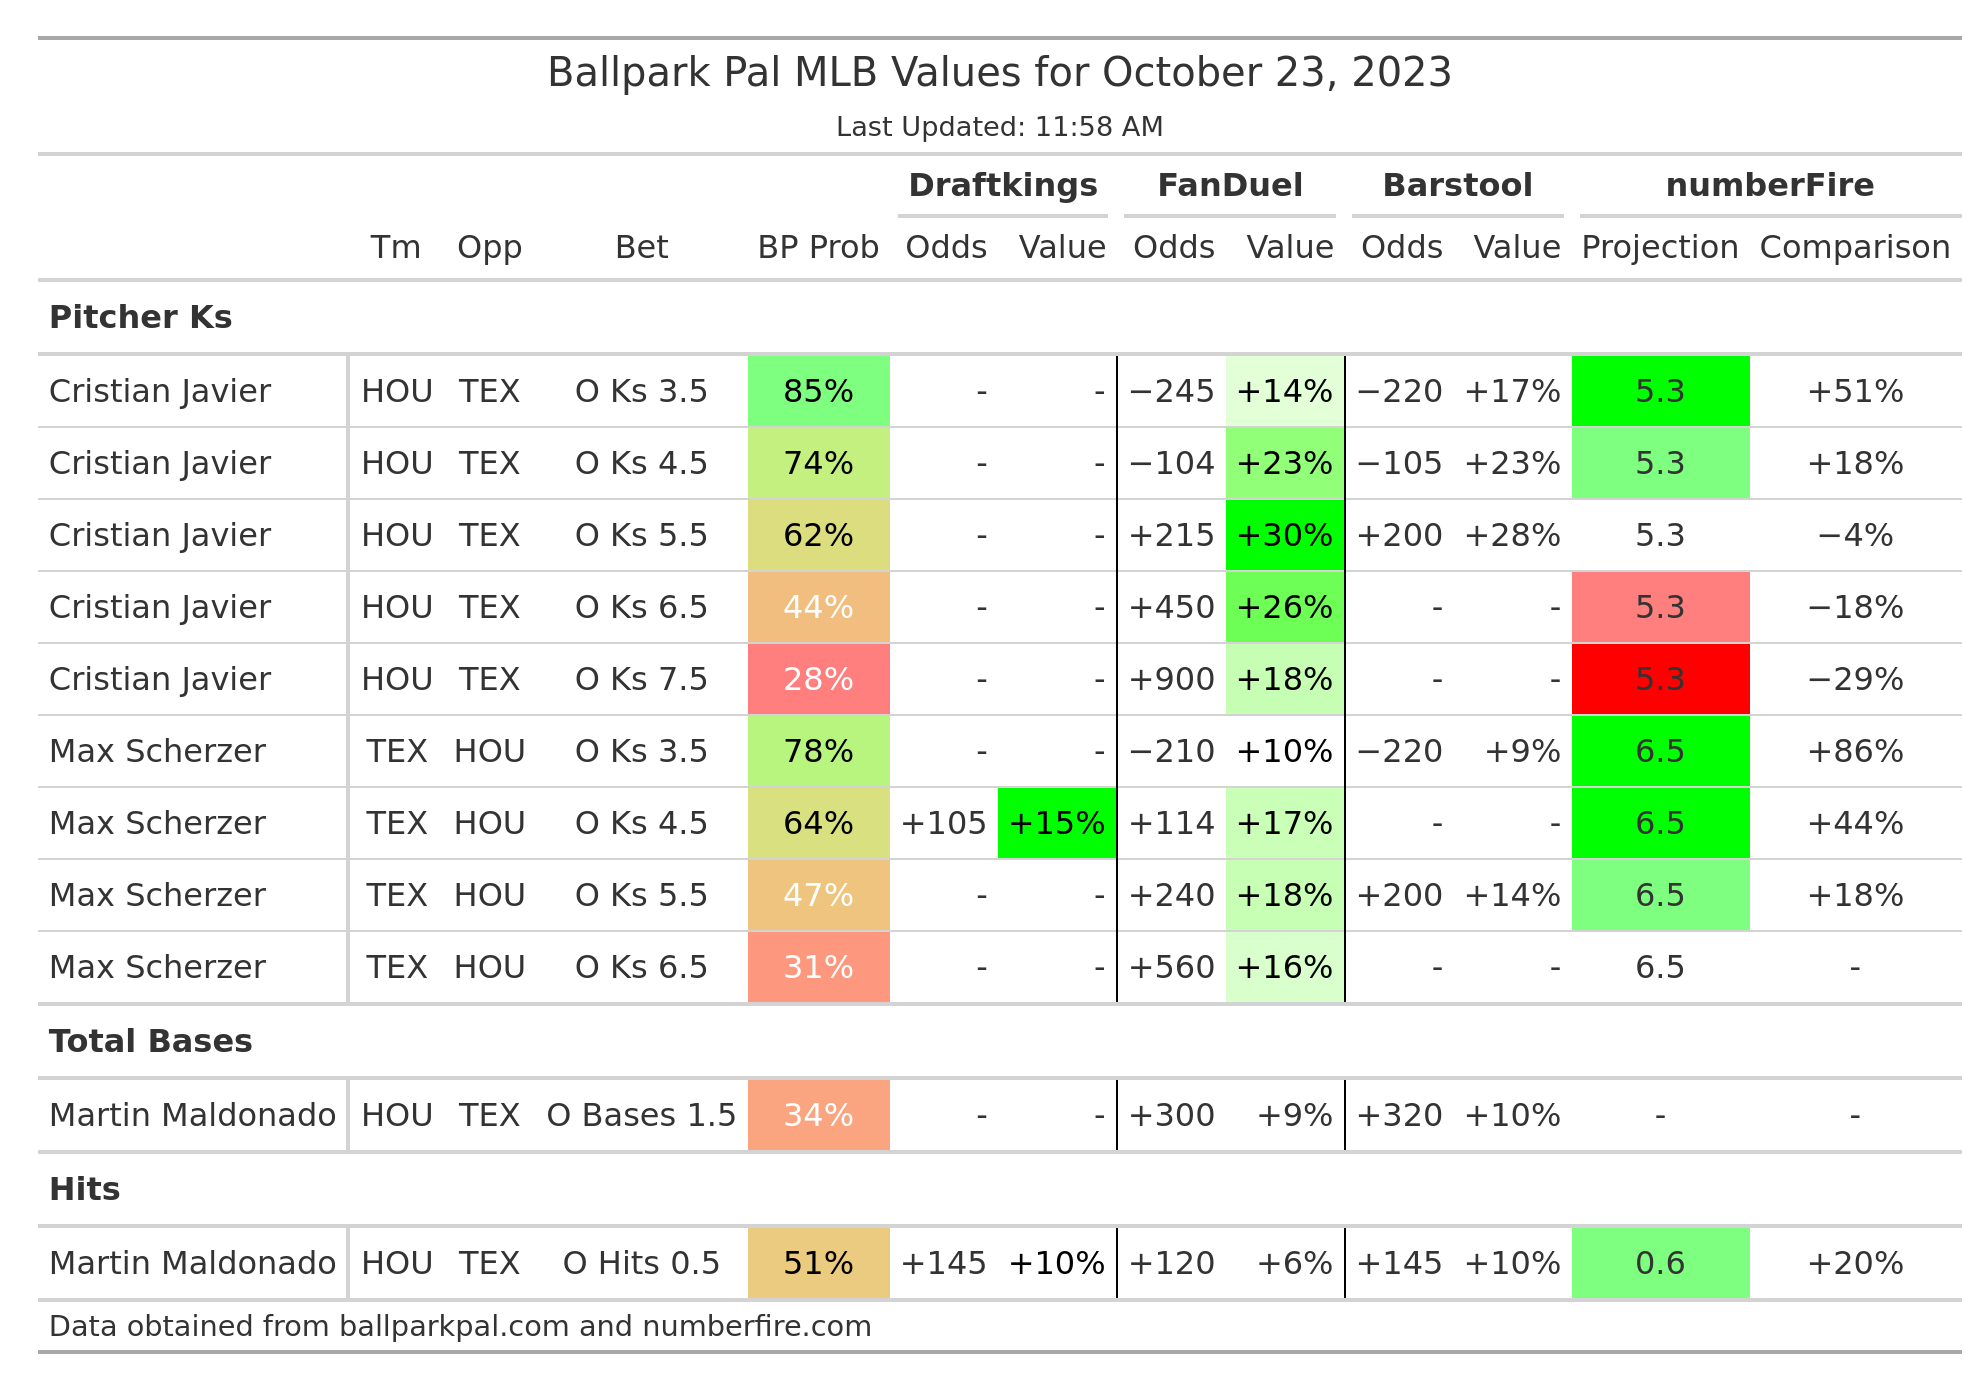 Ballpark Pal MLB Values for October 23, 2023
Last Updated: 11:58 AM
Draftkings FanDuel Barstool numberFire
Tm Opp Bet BP Prob Odds Value Odds Value Odds Value Projection Comparison
Pitcher Ks
Cristian Javier HOU TEX O Ks 3.5 85% - - −245 +14% −220 +17% 5.3 +51%
Cristian Javier HOU TEX O Ks 4.5 74% - - −104 +23% −105 +23% 5.3 +18%
Cristian Javier HOU TEX O Ks 5.5 62% - - +215 +30% +200 +28% 5.3 −4%
Cristian Javier HOU TEX O Ks 6.5 44% - - +450 +26% - - 5.3 −18%
Cristian Javier HOU TEX O Ks 7.5 28% - - +900 +18% - - 5.3 −29%
Max Scherzer TEX HOU O Ks 3.5 78% - - −210 +10% −220 +9% 6.5 +86%
Max Scherzer TEX HOU O Ks 4.5 64% +105 +15% +114 +17% - - 6.5 +44%
Max Scherzer TEX HOU O Ks 5.5 47% - - +240 +18% +200 +14% 6.5 +18%
Max Scherzer TEX HOU O Ks 6.5 31% - - +560 +16% - - 6.5 -
Total Bases
Martin Maldonado HOU TEX O Bases 1.5 34% - - +300 +9% +320 +10% - -
Hits
Martin Maldonado HOU TEX O Hits 0.5 51% +145 +10% +120 +6% +145 +10% 0.6 +20%
Data obtained from ballparkpal.com and numberfire.com